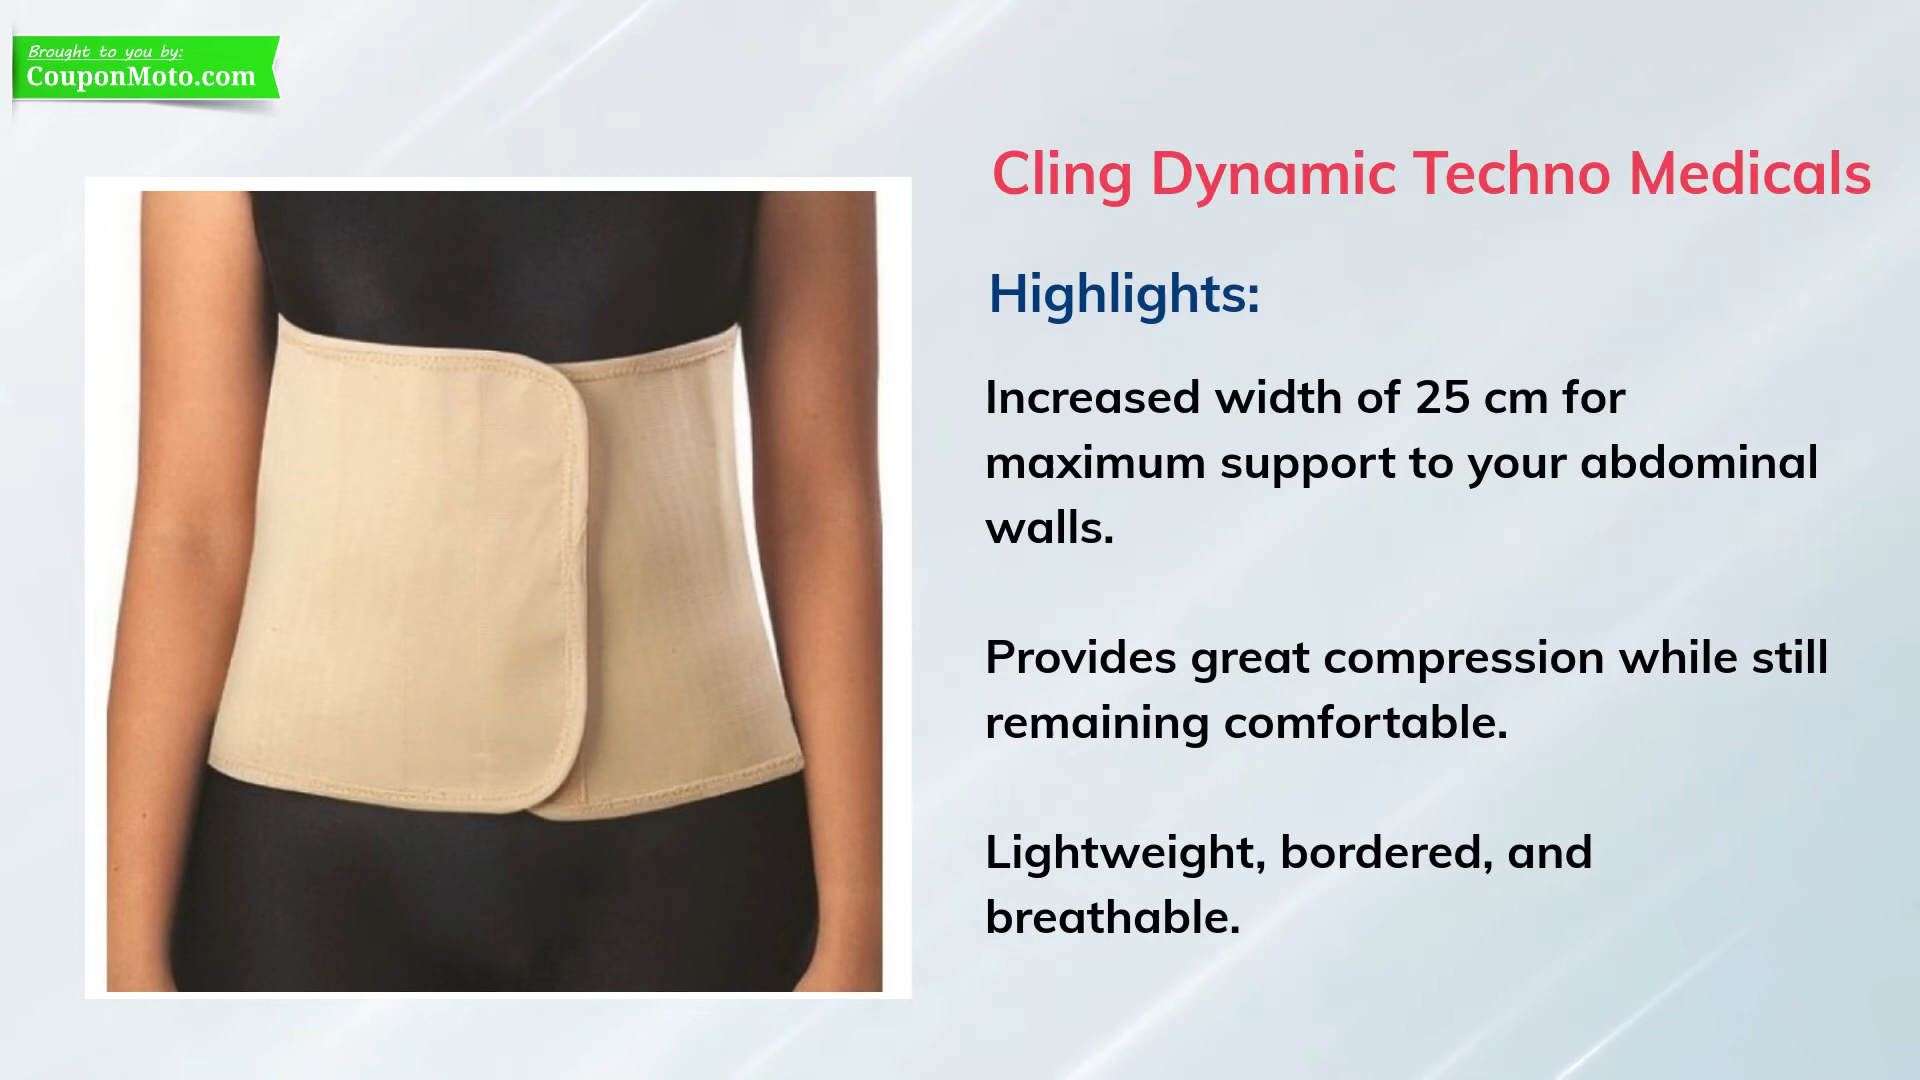 Brought to you by:
CouponMoto.com
Cling Dynamic Techno Medicals
Highlights:
Increased width of 25 cm for
maximum support to your abdominal
walls.
Provides great compression while still
remaining comfortable.
Lightweight, bordered, and
breathable.